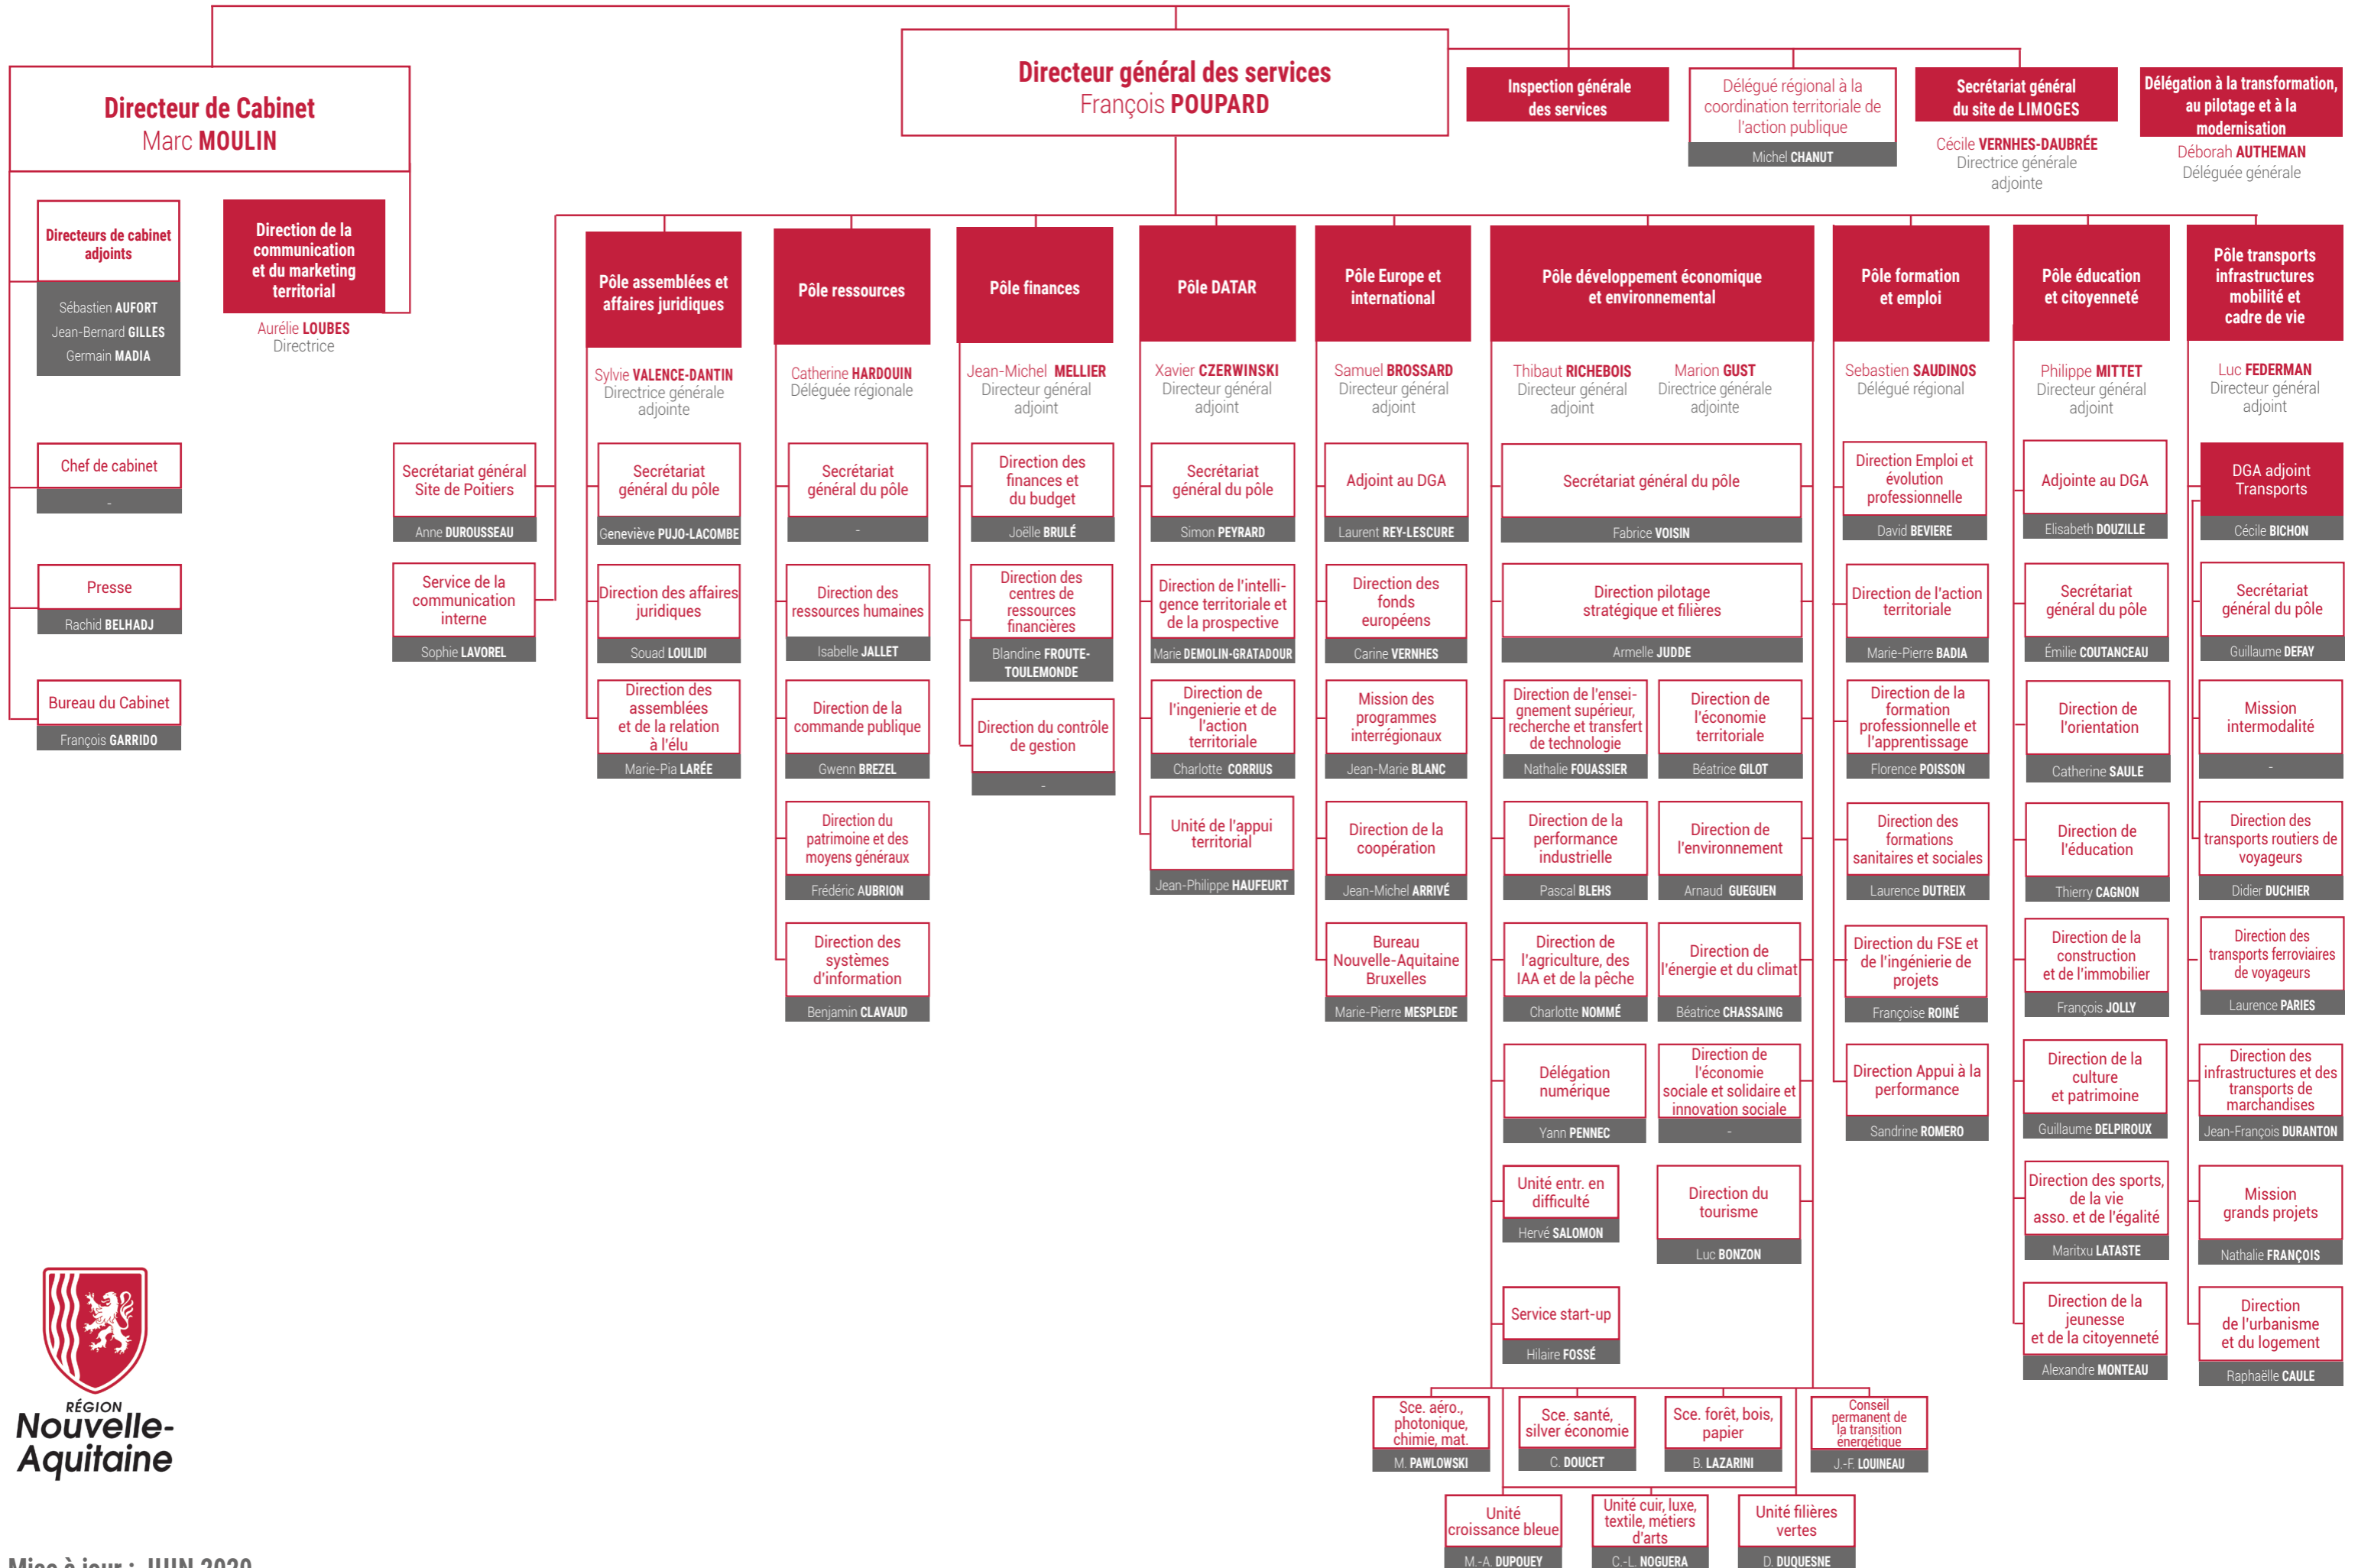 Directeur de Cabinet
Marc MOULIN
Directeur général des services
François POUPARD
Inspection générale
des services
Délégué régional à la
coordination territoriale de
l'action publique
Michel CHANUT
Secrétariat général
du site de LIMOGES
Cécile VERNHES-DAUBRÉE
Directrice générale
adjointe
Délégation à la transformation,
au pilotage et à la
modernisation
Déborah AUTHEMAN
Déléguée générale
Directeurs de cabinet
adjoints
Sébastien AUFORT
Jean-Bernard GILLES
Germain MADIA
Direction de la
communication
et du marketing
territorial
Aurélie LOUBES
Directrice
Chef de cabinet
-
Presse
Rachid BELHADJ
Bureau du Cabinet
François GARRIDO
Secrétariat général
Site de Poitiers
Anne DUROUSSEAU
Service de la
communication
interne
Sophie LAVOREL
Pôle assemblées et
affaires juridiques
Sylvie VALENCE-DANTIN
Directrice générale
adjointe
Secrétariat
général du pôle
Geneviève PUJO-LACOMBE
Direction des affaires
juridiques
Souad LOULIDI
Direction des
assemblées
et de la relation
à l'élu
Marie-Pia LARÉE
Pôle ressources
Catherine HARDOUIN
Déléguée régionale
Secrétariat
général du pôle
-
Direction des
ressources humaines
Isabelle JALLET
Direction de la
commande publique
Gwenn BREZEL
Direction du
patrimoine et des
moyens généraux
Frédéric AUBRION
Direction des
systèmes
d'information
Benjamin CLAVAUD
Pôle finances
Jean-Michel MELLIER
Directeur général
adjoint
Direction des
finances et
du budget
Joëlle BRULÉ
Direction des
centres de
ressources
financières
Blandine FROUTE-
TOULEMONDE
Direction du contrôle
de gestion
-
Pôle DATAR
Xavier CZERWINSKI
Directeur général
adjoint
Secrétariat
général du pôle
Simon PEYRARD
Direction de l'intelli-
gence territoriale et
de la prospective
Marie DEMOLIN-GRATADOUR
Direction de
l'ingenierie et de
l'action
territoriale
Charlotte CORRIUS
Unité de l'appui
territorial
Jean-Philippe HAUFEURT
Pôle Europe et
international
Samuel BROSSARD
Directeur général
adjoint
Adjoint au DGA
Laurent REY-LESCURE
Direction des
fonds
européens
Carine VERNHES
Mission des
programmes
interrégionaux
Jean-Marie BLANC
Direction de la
coopération
Jean-Michel ARRIVÉ
Bureau
Nouvelle-Aquitaine
Bruxelles
Marie-Pierre MESPLEDE
Pôle développement économique
et environnemental
Thibaut RICHEBOIS
Directeur général
adjoint
Marion GUST
Directrice générale
adjointe
Secrétariat général du pôle
Fabrice VOISIN
Direction pilotage
stratégique et filières
Armelle JUDDE
Direction de l'ensei-
gnement supérieur,
recherche et transfert
de technologie
Nathalie FOUASSIER
Direction de
l'économie
territoriale
Béatrice GILOT
Direction de la
performance
industrielle
Pascal BLEHS
Direction de
l'environnement
Arnaud GUEGUEN
Direction de
l'agriculture, des
IAA et de la pêche
Charlotte NOMMÉ
Direction de
l'énergie et du climat
Béatrice CHASSAING
Délégation
numérique
Yann PENNEC
Direction de
l'économie
sociale et solidaire et
innovation sociale
-
Unité entr. en
difficulté
Hervé SALOMON
Direction du
tourisme
Luc BONZON
Service start-up
Hilaire FOSSÉ
Sce. aéro.,
photonique,
chimie, mat.
M. PAWLOWSKI
Sce. santé,
silver économie
C. DOUCET
Sce. forêt, bois,
papier
B. LAZARINI
Conseil
permanent de
la transition
énergétique
J.-F. LOUINEAU
Unité
croissance bleue
M.-A. DUPOUEY
Unité cuir, luxe,
textile, métiers
d'arts
C.-L. NOGUERA
Unité filières
vertes
D. DUQUESNE
Pôle formation
et emploi
Sebastien SAUDINOS
Délégué régional
Direction Emploi et
évolution
professionnelle
David BEVIERE
Direction de l'action
territoriale
Marie-Pierre BADIA
Direction de la
formation
professionnelle et
l'apprentissage
Florence POISSON
Direction des
formations
sanitaires et sociales
Laurence DUTREIX
Direction du FSE et
de l'ingénierie de
projets
Françoise ROINÉ
Direction Appui à la
performance
Sandrine ROMERO
Pôle éducation
et citoyenneté
Philippe MITTET
Directeur général
adjoint
Adjointe au DGA
Elisabeth DOUZILLE
Secrétariat
général du pôle
Émilie COUTANCEAU
Direction de
l'orientation
Catherine SAULE
Direction de
l'éducation
Thierry CAGNON
Direction de la
construction
et de l'immobilier
François JOLLY
Direction de la
culture
et patrimoine
Guillaume DELPIROUX
Direction des sports,
de la vie
asso. et de l'égalité
Maritxu LATASTE
Direction de la
jeunesse
et de la citoyenneté
Alexandre MONTEAU
Pôle transports
infrastructures
mobilité et
cadre de vie
Luc FEDERMAN
Directeur général
adjoint
DGA adjoint
Transports
Cécile BICHON
Secrétariat
général du pôle
Guillaume DEFAY
Mission
intermodalité
-
Direction des
transports routiers de
voyageurs
Didier DUCHIER
Direction des
transports ferroviaires
de voyageurs
Laurence PARIES
Direction des
infrastructures et des
transports de
marchandises
Jean-François DURANTON
Mission
grands projets
Nathalie FRANÇOIS
Direction
de l'urbanisme
et du logement
Raphaëlle CAULE
RÉGION
Nouvelle-
Aquitaine
Mise à jour : JUIN 2020